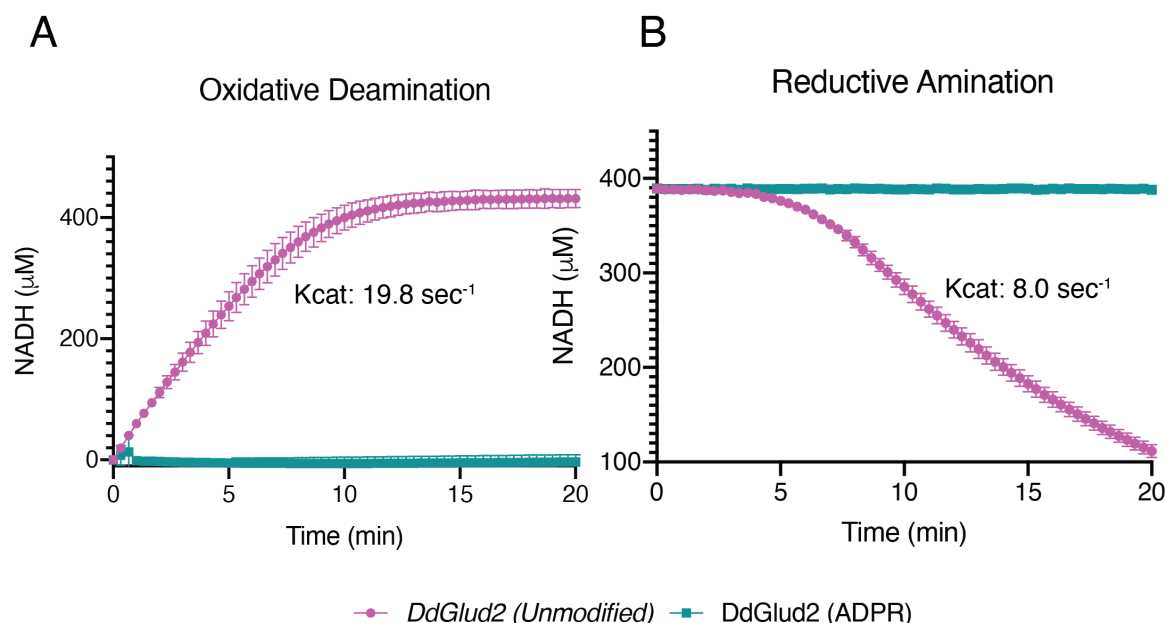 A
Oxidative Deamination
NADH (μM)
400
200
0
Kcat: 19.8 sec⁻¹
0 5 10 15 20
Time (min)
B
Reductive Amination
NADH (μM)
400
300
200
100
Kcat: 8.0 sec⁻¹
0 5 10 15 20
Time (min)
DdGlud2 (Unmodified) DdGlud2 (ADPR)